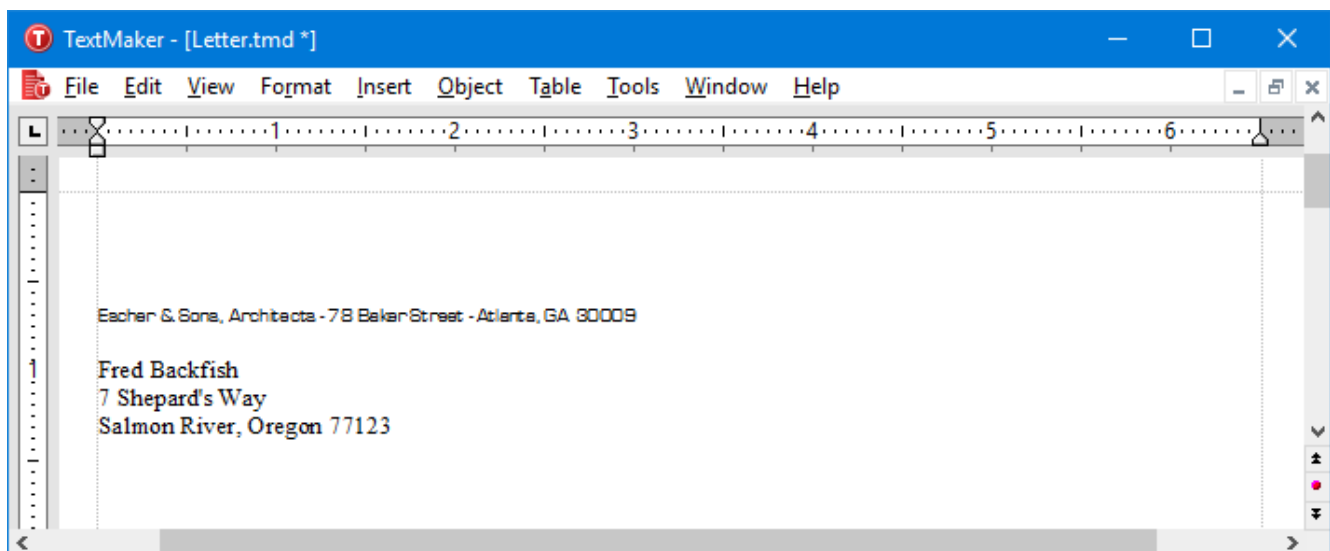 TextMaker - [Letter.tmd *]
File Edit View Format Insert Object Table Tools Window Help
1 2 3 4 5 6
Escher & Sons, Architects - 78 Baker Street - Atlanta, GA 30009
1
Fred Backfish
7 Shepard's Way
Salmon River, Oregon 77123